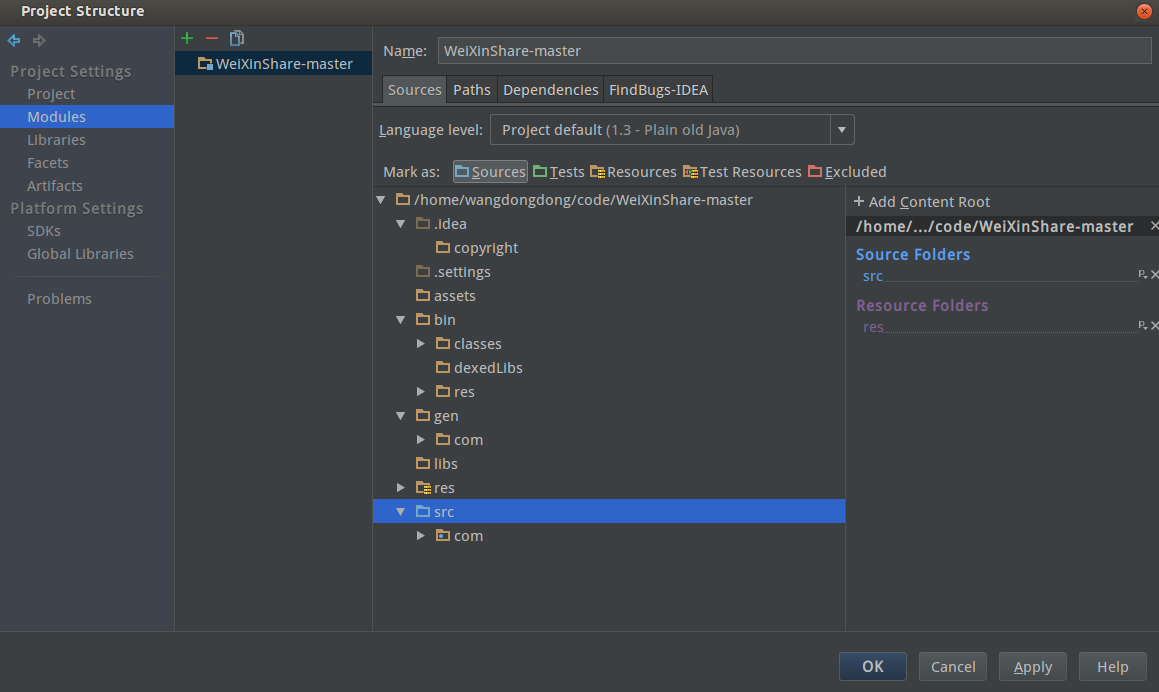 Project Structure
Project Settings
Project
Modules
Libraries
Facets
Artifacts
Platform Settings
SDKs
Global Libraries
Problems
WeiXInShare-master
Name: WeiXInShare-master
Sources Paths Dependencies FindBugs-IDEA
Language level: Project default (1.3 - Plain old Java)
Mark as: Sources Tests Resources Test Resources Excluded
/home/wangdongdong/code/WeiXInShare-master
.idea
copyright
.settings
assets
bin
classes
dexedLibs
res
gen
com
libs
res
src
com
+ Add Content Root
/home/.../code/WeiXInShare-master
Source Folders
src
Resource Folders
res
OK Cancel Apply Help